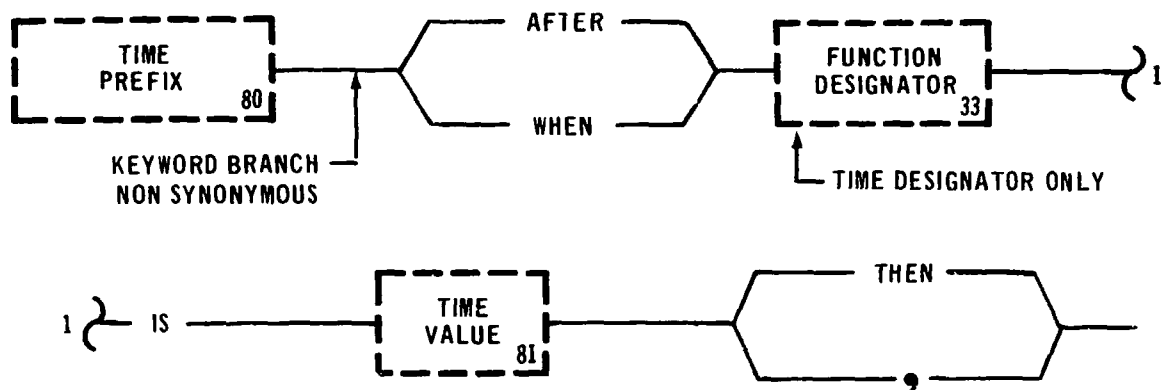 TIME
PREFIX
80
AFTER
WHEN
FUNCTION
DESIGNATOR
33
1
KEYWORD BRANCH
NON SYNONYMOUS
TIME DESIGNATOR ONLY
1
IS
TIME
VALUE
81
THEN
,